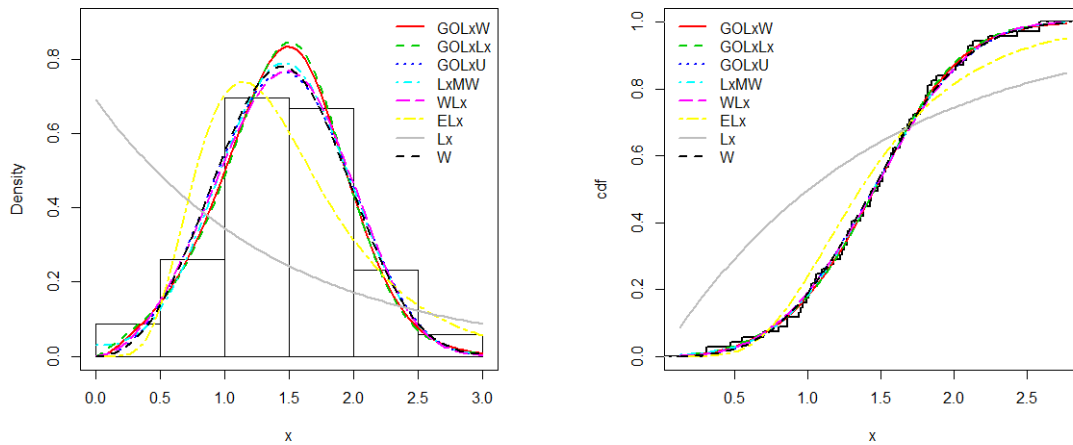 GOLxW
GOLxLx
GOLxU
LxMW
WLx
ELx
Lx
W
Density
0.0 0.2 0.4 0.6 0.8
0.0 0.5 1.0 1.5 2.0 2.5 3.0
x
GOLxW
GOLxLx
GOLxU
LxMW
WLx
ELx
Lx
W
cdf
0.0 0.2 0.4 0.6 0.8 1.0
0.5 1.0 1.5 2.0 2.5
x